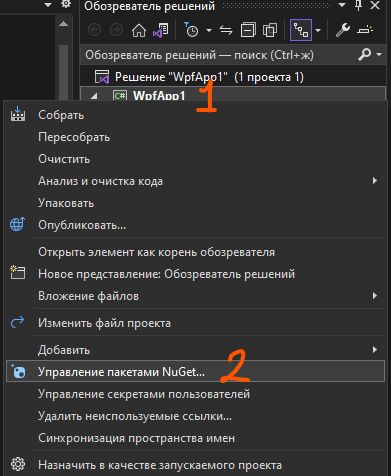 Обозреватель решений
Обозреватель решений — поиск (Ctrl+ж)
Решение "WpfApp1" (1 проекта 1)
C# WpfApp1
1
Собрать
Пересобрать
Очистить
Анализ и очистка кода
Упаковать
Опубликовать...
Открыть элемент как корень обозревателя
Новое представление: Обозреватель решений
Вложение файлов
Изменить файл проекта
Добавить
Управление пакетами NuGet... 2
Управление секретами пользователей
Удалить неиспользуемые ссылки...
Синхронизация пространства имен
Назначить в качестве запускаемого проекта